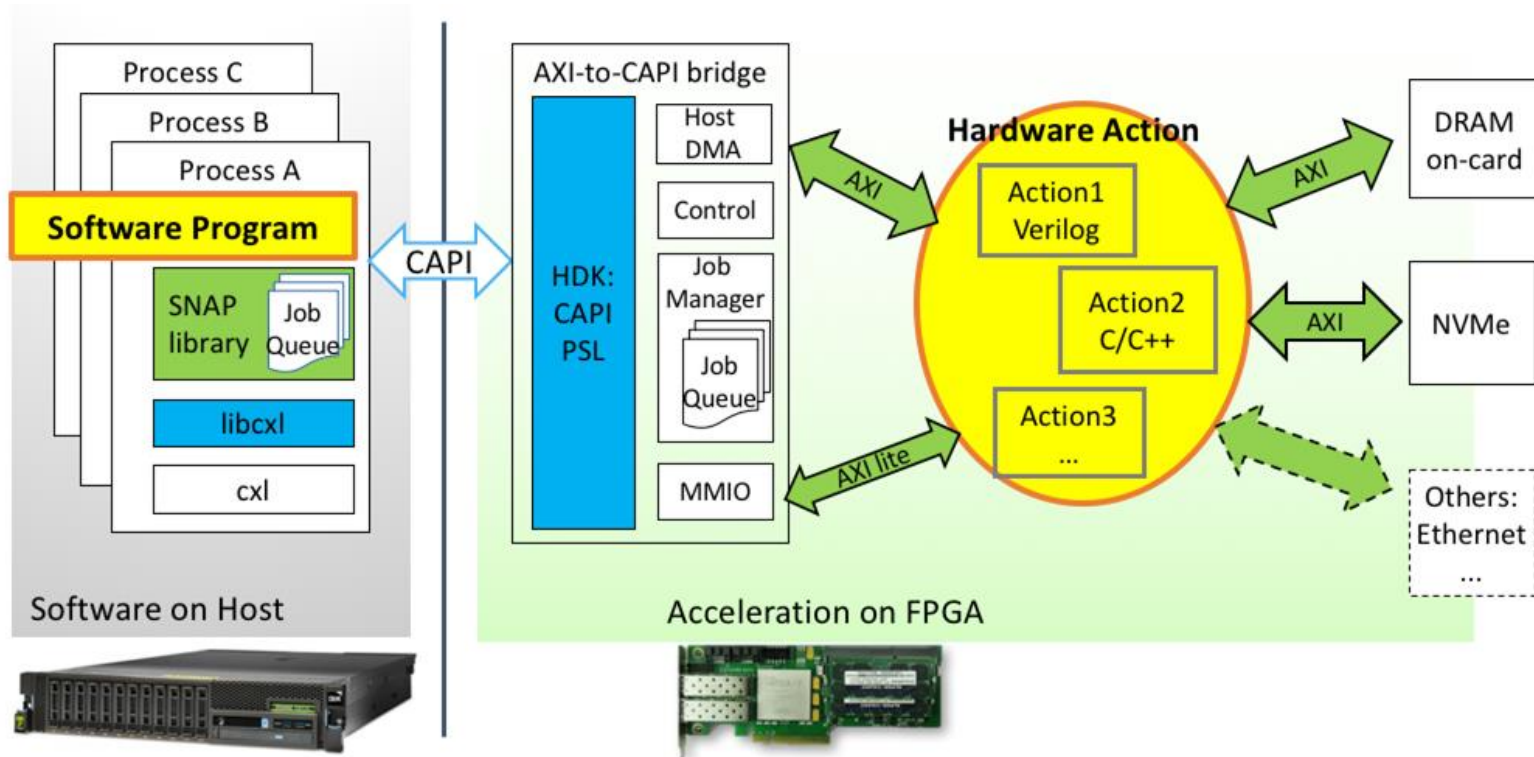 Process C
Process B
Process A
Software Program
SNAP
library
Job
Queue
libcxl
cxl
Software on Host
CAPI
AXI-to-CAPI bridge
HDK:
CAPI
PSL
Host
DMA
Control
Job
Manager
Job
Queue
MMIO
AXI
AXI lite
Hardware Action
Action1
Verilog
Action2
C/C++
Action3
...
AXI
AXI
DRAM
on-card
NVMe
Others:
Ethernet
...
Acceleration on FPGA